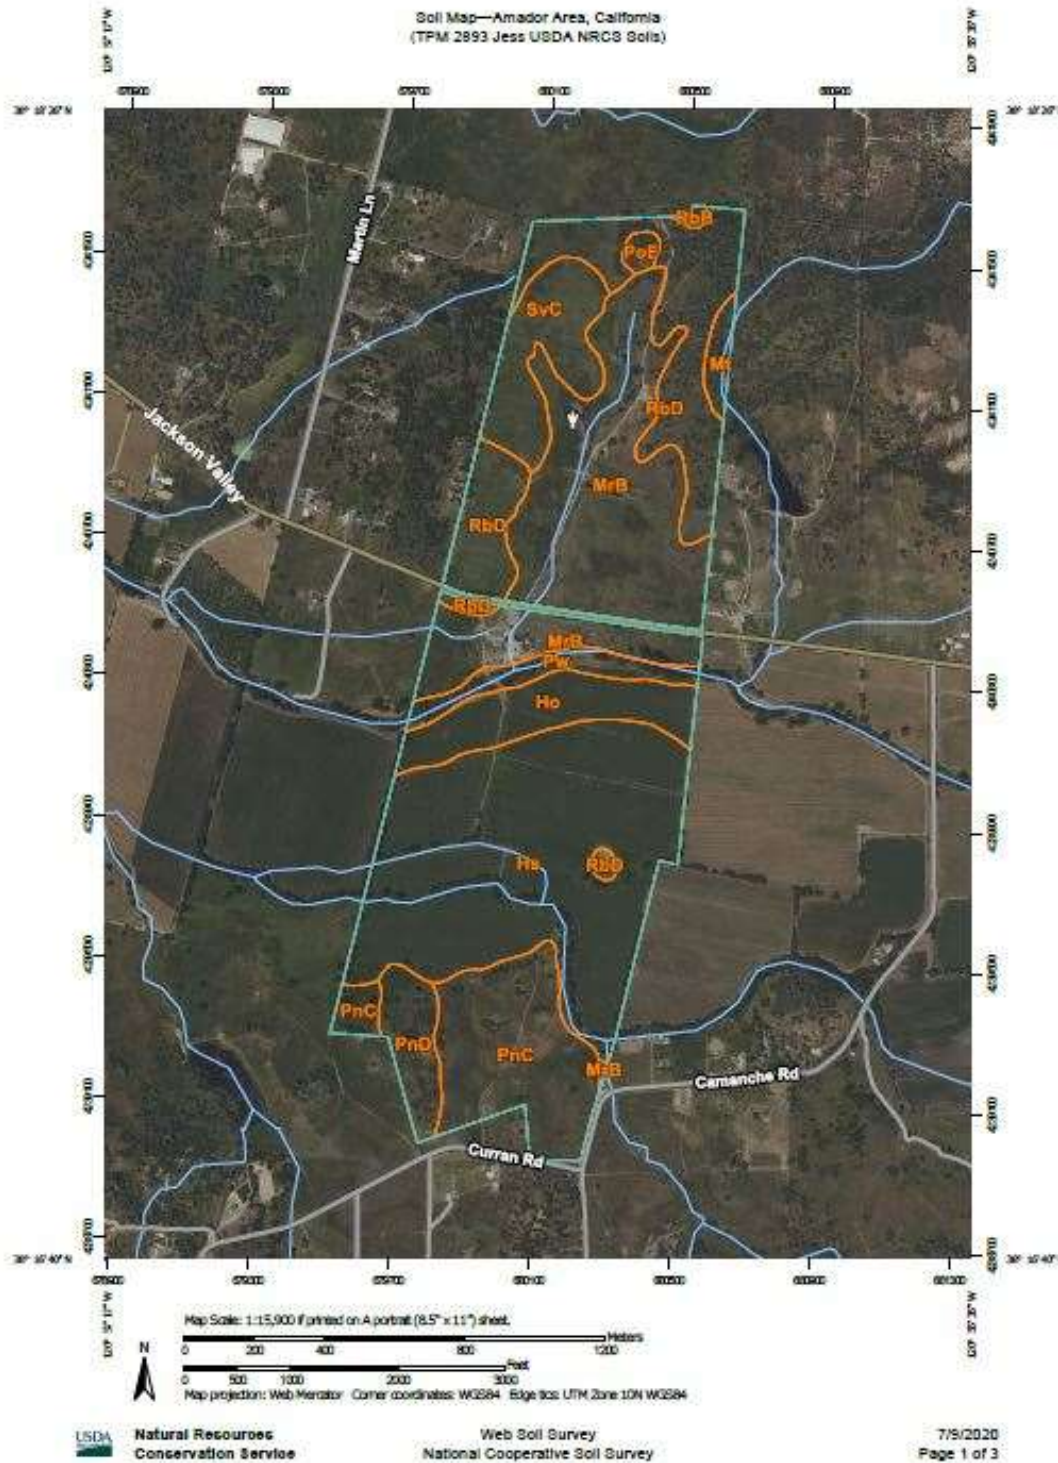 Soil Map—Amador Area, California
(TPM 2893 Jess USDA NRCS Soils)
Martin Ln
RbB
PoE
SvC
Mt
RbD
Jackson Valley
MrB
RbD
RbD
MrB
Pw
Ho
Hs
RbD
PnC
PnD
PnC
MrB
Camanche Rd
Curran Rd
Map Scale: 1:15,900 if printed on A portrait (8.5" x 11") sheet.
N
Meters
0 200 400 800 1200
Feet
0 500 1000 2000 3000
Map projection: Web Mercator Corner coordinates: WGS84 Edge tics: UTM Zone 10N WGS84
USDA
Natural Resources
Conservation Service
Web Soil Survey
National Cooperative Soil Survey
7/9/2020
Page 1 of 3